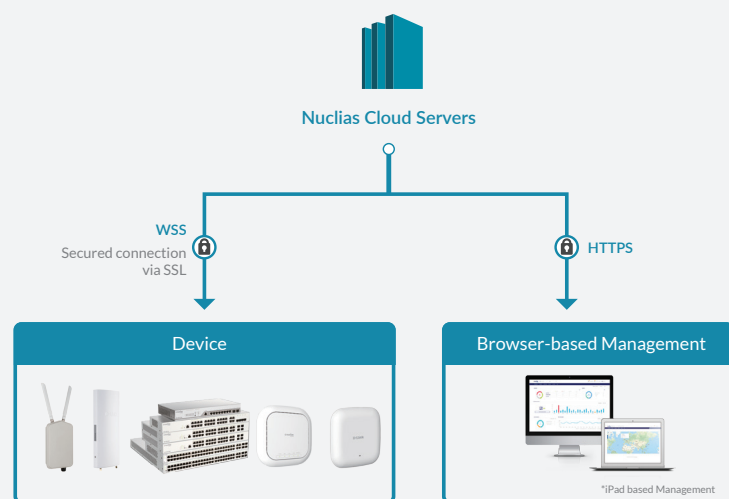 Nuclias Cloud Servers
WSS
Secured connection
via SSL
HTTPS
Device
Browser-based Management
*iPad based Management